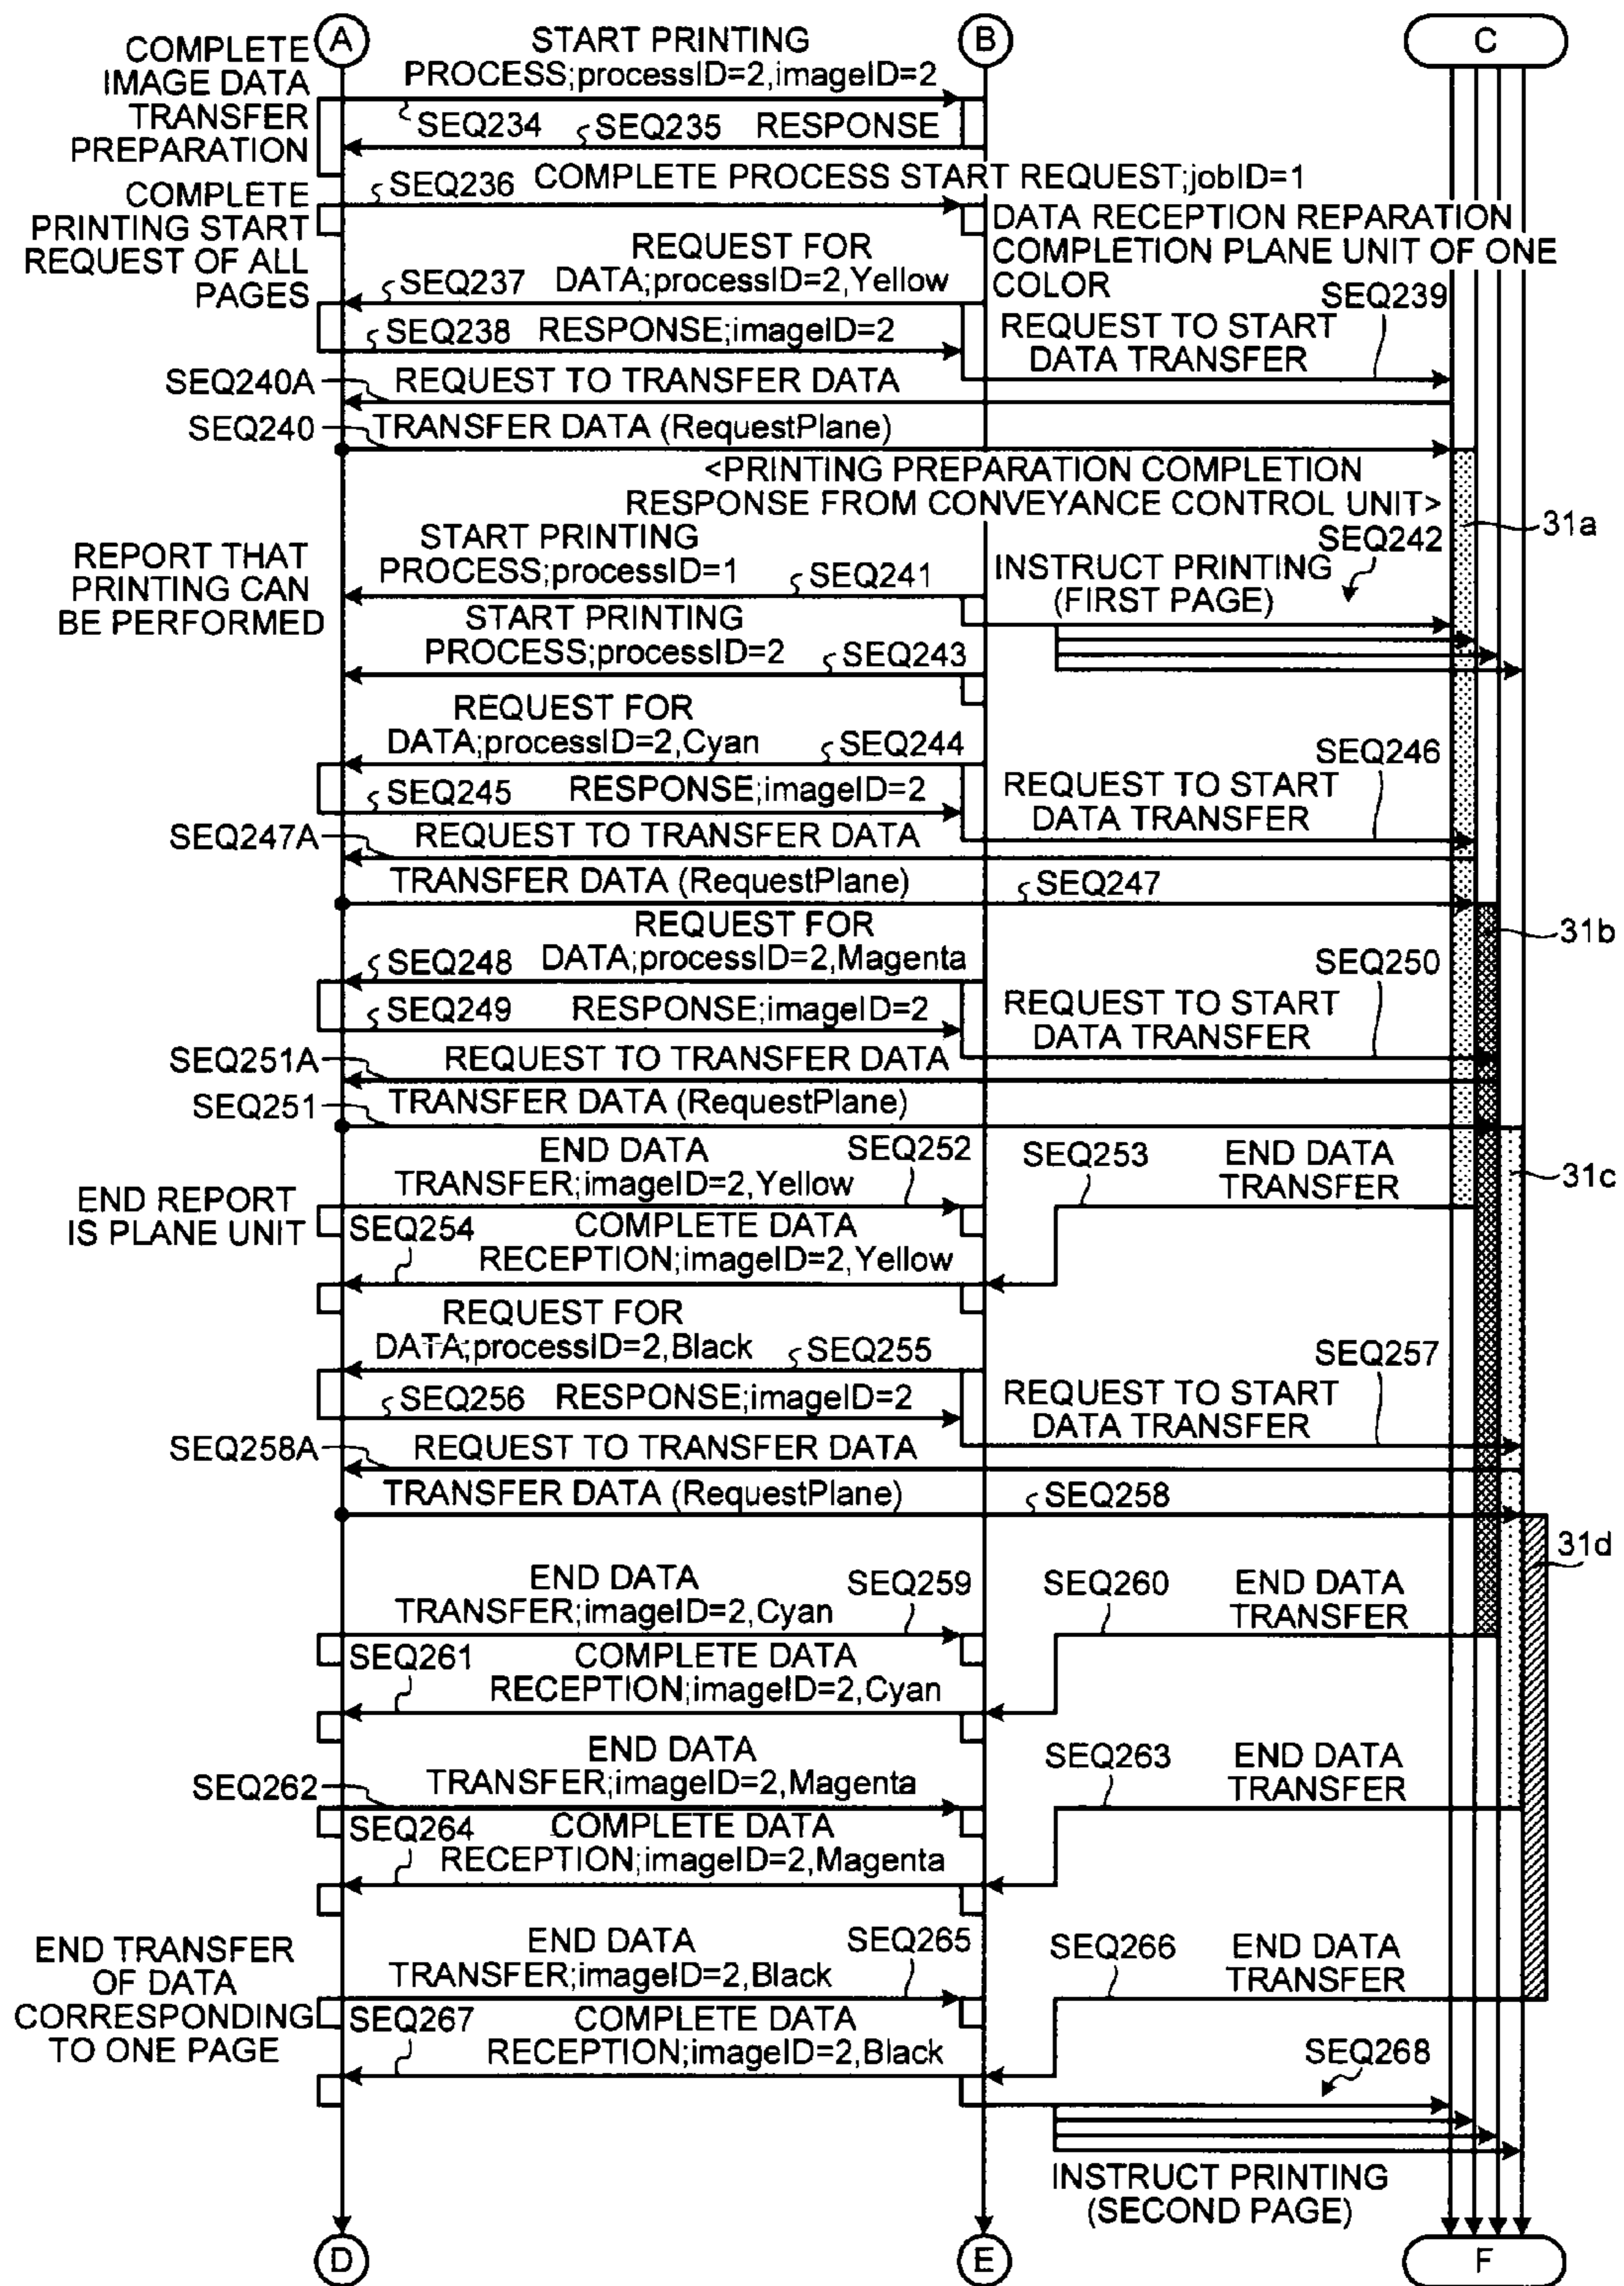 A
B
C
COMPLETE
IMAGE DATA
TRANSFER
PREPARATION
START PRINTING
PROCESS;processID=2,imageID=2
SEQ234
SEQ235
RESPONSE
SEQ236
COMPLETE PROCESS START REQUEST;jobID=1
COMPLETE
PRINTING START
REQUEST OF ALL
PAGES
DATA RECEPTION REPARATION
COMPLETION PLANE UNIT OF ONE
COLOR
REQUEST FOR
DATA;processID=2,Yellow
SEQ237
SEQ238
RESPONSE;imageID=2
SEQ239
REQUEST TO START
DATA TRANSFER
SEQ240A
REQUEST TO TRANSFER DATA
SEQ240
TRANSFER DATA (RequestPlane)
<PRINTING PREPARATION COMPLETION
RESPONSE FROM CONVEYANCE CONTROL UNIT>
31a
REPORT THAT
PRINTING CAN
BE PERFORMED
START PRINTING
PROCESS;processID=1
SEQ241
SEQ242
INSTRUCT PRINTING
(FIRST PAGE)
START PRINTING
PROCESS;processID=2
SEQ243
REQUEST FOR
DATA;processID=2,Cyan
SEQ244
SEQ245
RESPONSE;imageID=2
SEQ246
REQUEST TO START
DATA TRANSFER
SEQ247A
REQUEST TO TRANSFER DATA
TRANSFER DATA (RequestPlane)
SEQ247
31b
REQUEST FOR
DATA;processID=2,Magenta
SEQ248
SEQ249
RESPONSE;imageID=2
SEQ250
REQUEST TO START
DATA TRANSFER
SEQ251A
REQUEST TO TRANSFER DATA
SEQ251
TRANSFER DATA (RequestPlane)
31c
END DATA
TRANSFER;imageID=2,Yellow
SEQ252
SEQ253
END DATA
TRANSFER
END REPORT
IS PLANE UNIT
SEQ254
COMPLETE DATA
RECEPTION;imageID=2,Yellow
REQUEST FOR
DATA;processID=2,Black
SEQ255
SEQ256
RESPONSE;imageID=2
SEQ257
REQUEST TO START
DATA TRANSFER
SEQ258A
REQUEST TO TRANSFER DATA
TRANSFER DATA (RequestPlane)
SEQ258
31d
END DATA
TRANSFER;imageID=2,Cyan
SEQ259
SEQ260
END DATA
TRANSFER
SEQ261
COMPLETE DATA
RECEPTION;imageID=2,Cyan
SEQ262
END DATA
TRANSFER;imageID=2,Magenta
SEQ263
END DATA
TRANSFER
SEQ264
COMPLETE DATA
RECEPTION;imageID=2,Magenta
END TRANSFER
OF DATA
CORRESPONDING
TO ONE PAGE
END DATA
TRANSFER;imageID=2,Black
SEQ265
SEQ266
END DATA
TRANSFER
SEQ267
COMPLETE DATA
RECEPTION;imageID=2,Black
SEQ268
INSTRUCT PRINTING
(SECOND PAGE)
D
E
F